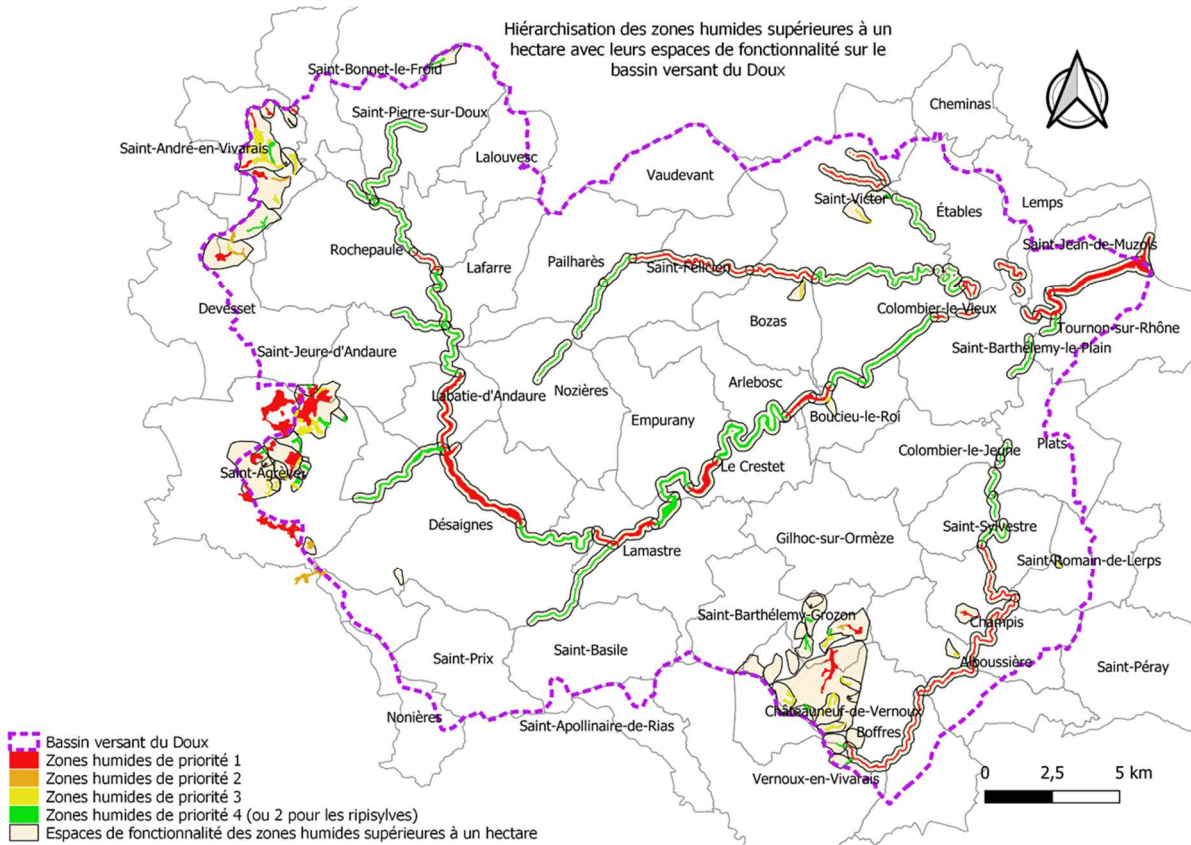 Hiérarchisation des zones humides supérieures à un
hectare avec leurs espaces de fonctionnalité sur le
bassin versant du Doux
Saint-Bonnet-le-Froid
Saint-Pierre-sur-Doux
Cheminas
Saint-André-en-Vivarais
Lalouvesc
Vaudevant
Saint-Victor
Étables
Lemps
Saint-Jean-de-Muzols
Rochepaule
Lafarre
Pailharès
Saint-Félicien
Devesset
Colombier-le-Vieux
Bozas
Tournon-sur-Rhône
Saint-Barthélemy-le-Plain
Saint-Jeure-d'Andaure
Arlebosc
Labatie-d'Andaure
Nozières
Empurany
Boucieu-le-Roi
Plats
Colombier-le-Jeune
Saint-Agrève
Le Crestet
Désaignes
Saint-Sylvestre
Lamastre
Gilhoc-sur-Ormèze
Saint-Romain-de-Lerps
Saint-Barthélemy-Grozon
Champis
Saint-Prix
Saint-Basile
Alboussière
Saint-Péray
Nonières
Saint-Apollinaire-de-Rias
Châteauneuf-de-Vernoux
Boffres
Vernoux-en-Vivarais
0 2,5 5 km
Bassin versant du Doux
Zones humides de priorité 1
Zones humides de priorité 2
Zones humides de priorité 3
Zones humides de priorité 4 (ou 2 pour les ripisylves)
Espaces de fonctionnalité des zones humides supérieures à un hectare